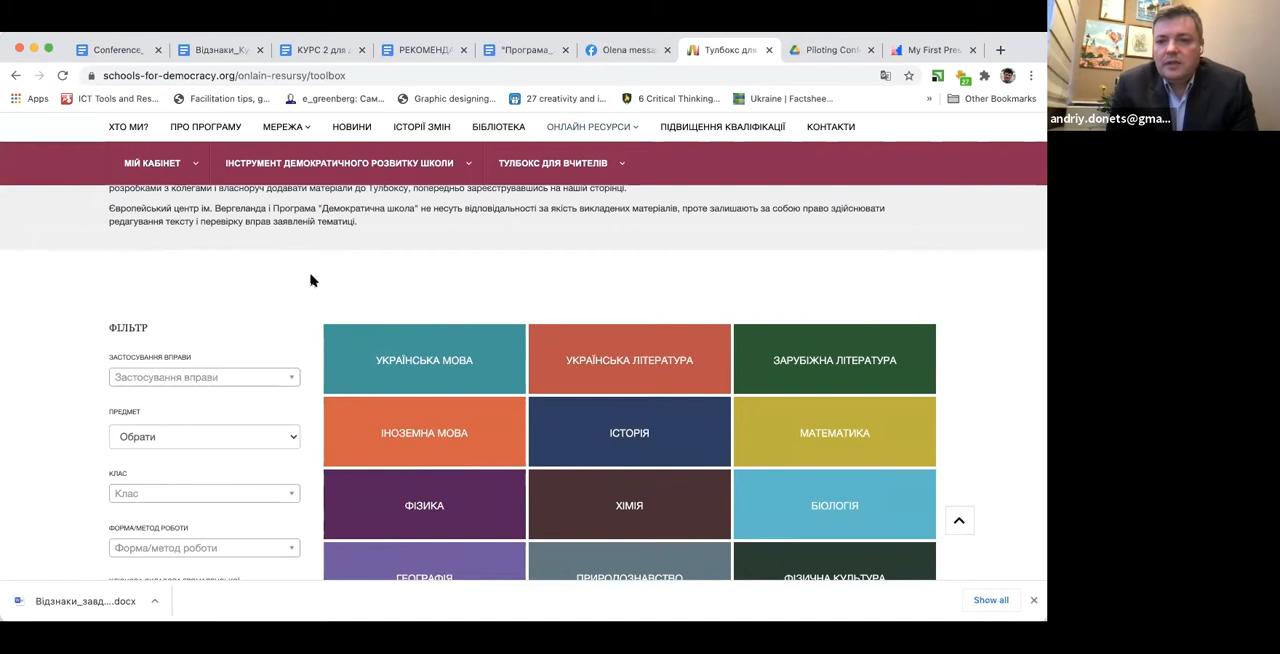 Conference_
Відзнаки_Ку
КУРС 2 для д
РЕКОМЕНДА
"Програма_
Olena messa
Тулбокс для
Piloting Conf
My First Pres
schools-for-democracy.org/onlain-resursy/toolbox
27
Apps
ICT Tools and Res...
Facilitation tips, g...
e_greenberg: Сам...
Graphic designing...
27 creativity and i...
6 Critical Thinking...
Ukraine | Factshee...
»
Other Bookmarks
ХТО МИ?
ПРО ПРОГРАМУ
МЕРЕЖА
НОВИНИ
ІСТОРІЇ ЗМІН
БІБЛІОТЕКА
ОНЛАЙН РЕСУРСИ
ПІДВИЩЕННЯ КВАЛІФІКАЦІЇ
КОНТАКТИ
МІЙ КАБІНЕТ
ІНСТРУМЕНТ ДЕМОКРАТИЧНОГО РОЗВИТКУ ШКОЛИ
ТУЛБОКС ДЛЯ ВЧИТЕЛІВ
розробками з колегами і власноруч додавати матеріали до Тулбоксу, попередньо зареєструвавшись на нашій сторінці.
Європейський центр ім. Вергеланда і Програма "Демократична школа" не несуть відповідальності за якість викладених матеріалів, проте залишають за собою право здійснювати
редагування тексту і перевірку вправ заявленій тематиці.
ФІЛЬТР
ЗАСТОСУВАННЯ ВПРАВИ
Застосування вправи
ПРЕДМЕТ
Обрати
КЛАС
Клас
ФОРМА/МЕТОД РОБОТИ
Форма/метод роботи
УКРАЇНСЬКА МОВА
УКРАЇНСЬКА ЛІТЕРАТУРА
ЗАРУБІЖНА ЛІТЕРАТУРА
ІНОЗЕМНА МОВА
ІСТОРІЯ
МАТЕМАТИКА
ФІЗИКА
ХІМІЯ
БІОЛОГІЯ
ГЕОГРАФІЯ
ПРИРОДОЗНАВСТВО
ФІЗИЧНА КУЛЬТУРА
Відзнаки_завд....docx
Show all
andriy.donets@gma...